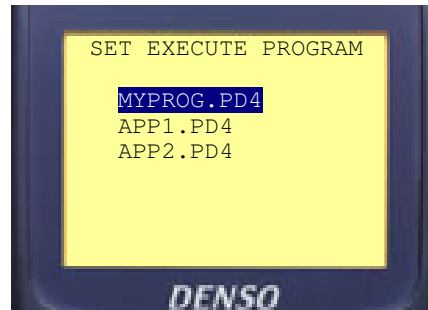 SET EXECUTE PROGRAM
MYPROG.PD4
APP1.PD4
APP2.PD4
DENSO